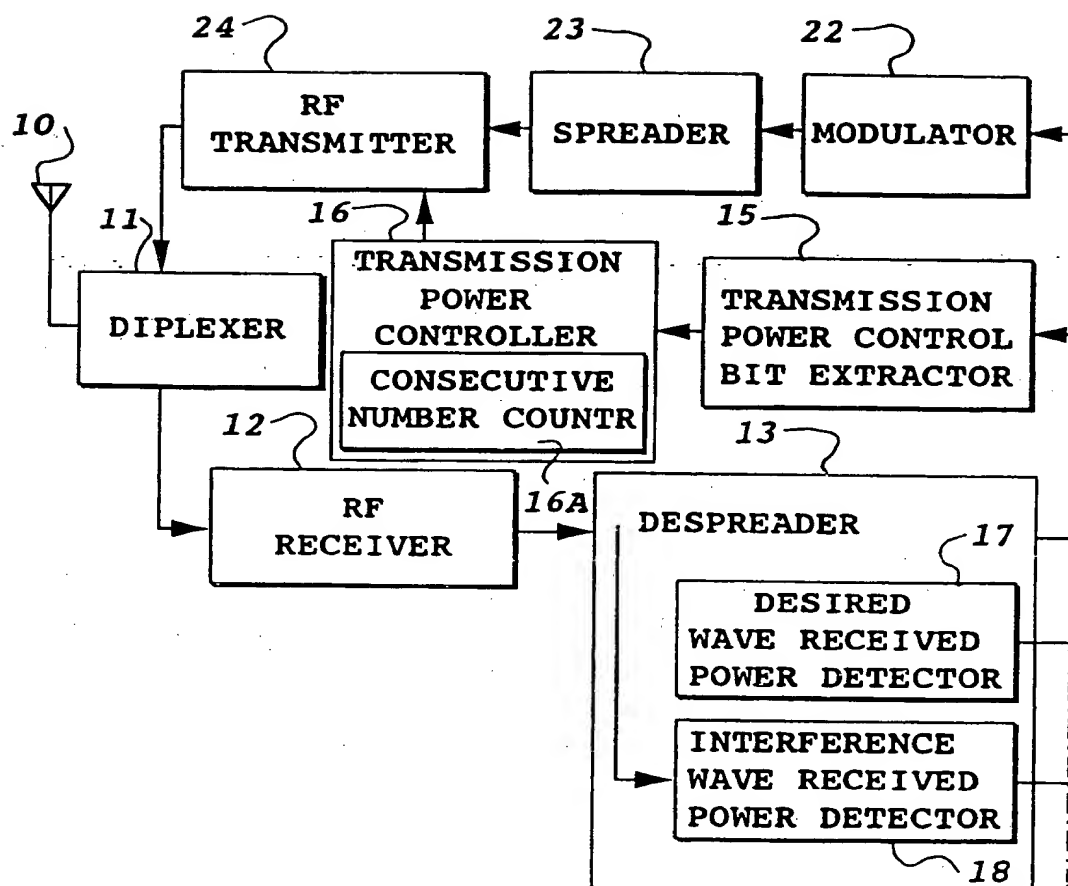 24
23
22
RF
TRANSMITTER
SPREADER
MODULATOR
10
11
16
15
DIPLEXER
TRANSMISSION
POWER
CONTROLLER
CONSECUTIVE
NUMBER COUNTR
TRANSMISSION
POWER CONTROL
BIT EXTRACTOR
12
16A
13
RF
RECEIVER
DESPREADER
17
DESIRED
WAVE RECEIVED
POWER DETECTOR
INTERFERENCE
WAVE RECEIVED
POWER DETECTOR
18